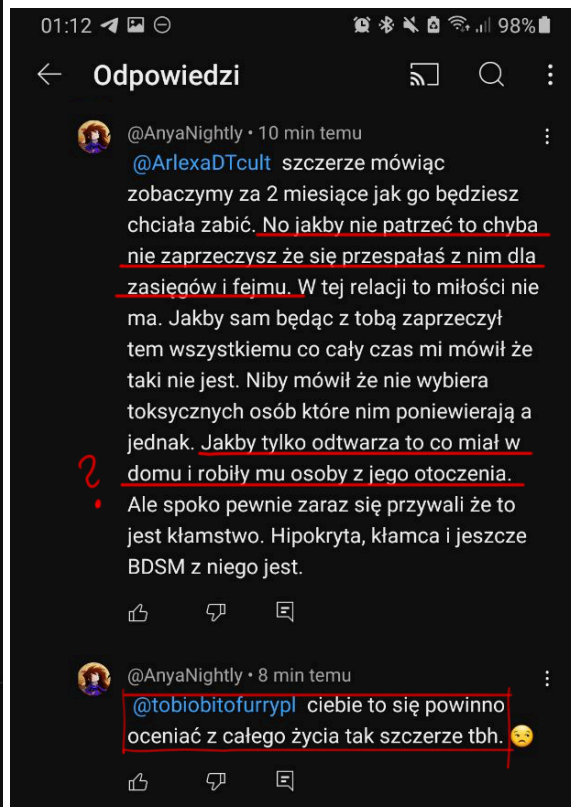 01:12 98%
Odpowiedzi
@AnyaNightly • 10 min temu
@ArlexaDTcult szczerze mówiąc
zobaczymy za 2 miesiące jak go będziesz
chciała zabić. No jakby nie patrzeć to chyba
nie zaprzeczysz że się przespałaś z nim dla
zasięgów i fejmu. W tej relacji to miłości nie
ma. Jakby sam będąc z tobą zaprzeczył
tem wszystkiemu co cały czas mi mówił że
taki nie jest. Niby mówił że nie wybiera
toksycznych osób które nim poniewierają a
jednak. Jakby tylko odtwarza to co miał w
? domu i robiły mu osoby z jego otoczenia.
Ale spoko pewnie zaraz się przywali że to
jest kłamstwo. Hipokryta, kłamca i jeszcze
BDSM z niego jest.
@AnyaNightly • 8 min temu
@tobiobitofurrypl ciebie to się powinno
oceniać z całego życia tak szczerze tbh. 😒